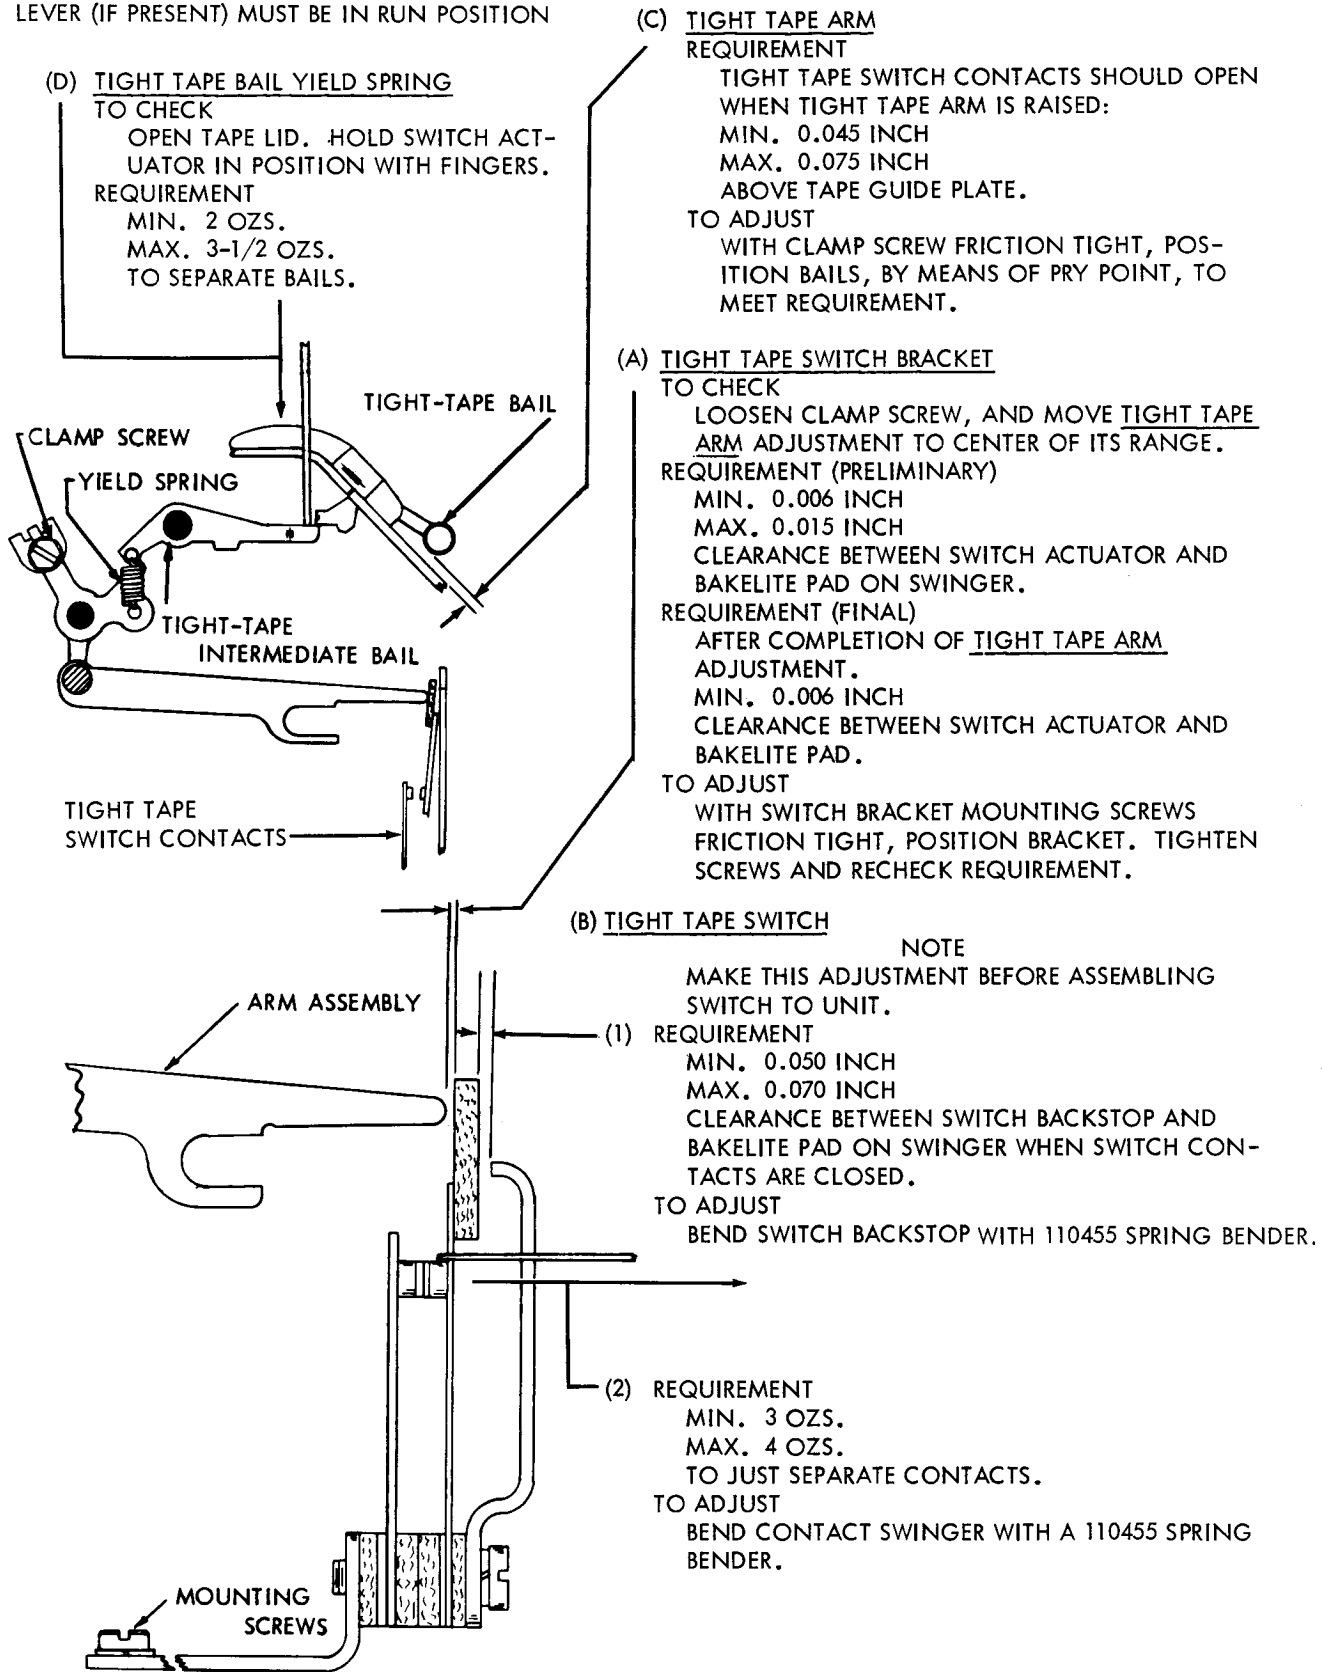 LEVER (IF PRESENT) MUST BE IN RUN POSITION
(D) TIGHT TAPE BAIL YIELD SPRING
TO CHECK
OPEN TAPE LID. HOLD SWITCH ACT-
UATOR IN POSITION WITH FINGERS.
REQUIREMENT
MIN. 2 OZS.
MAX. 3-1/2 OZS.
TO SEPARATE BAILS.
(C) TIGHT TAPE ARM
REQUIREMENT
TIGHT TAPE SWITCH CONTACTS SHOULD OPEN
WHEN TIGHT TAPE ARM IS RAISED:
MIN. 0.045 INCH
MAX. 0.075 INCH
ABOVE TAPE GUIDE PLATE.
TO ADJUST
WITH CLAMP SCREW FRICTION TIGHT, POS-
ITION BAILS, BY MEANS OF PRY POINT, TO
MEET REQUIREMENT.
TIGHT-TAPE BAIL
CLAMP SCREW
YIELD SPRING
TIGHT-TAPE
INTERMEDIATE BAIL
TIGHT TAPE
SWITCH CONTACTS
(A) TIGHT TAPE SWITCH BRACKET
TO CHECK
LOOSEN CLAMP SCREW, AND MOVE TIGHT TAPE
ARM ADJUSTMENT TO CENTER OF ITS RANGE.
REQUIREMENT (PRELIMINARY)
MIN. 0.006 INCH
MAX. 0.015 INCH
CLEARANCE BETWEEN SWITCH ACTUATOR AND
BAKELITE PAD ON SWINGER.
REQUIREMENT (FINAL)
AFTER COMPLETION OF TIGHT TAPE ARM
ADJUSTMENT.
MIN. 0.006 INCH
CLEARANCE BETWEEN SWITCH ACTUATOR AND
BAKELITE PAD.
TO ADJUST
WITH SWITCH BRACKET MOUNTING SCREWS
FRICTION TIGHT, POSITION BRACKET. TIGHTEN
SCREWS AND RECHECK REQUIREMENT.
(B) TIGHT TAPE SWITCH
NOTE
MAKE THIS ADJUSTMENT BEFORE ASSEMBLING
SWITCH TO UNIT.
ARM ASSEMBLY
(1) REQUIREMENT
MIN. 0.050 INCH
MAX. 0.070 INCH
CLEARANCE BETWEEN SWITCH BACKSTOP AND
BAKELITE PAD ON SWINGER WHEN SWITCH CON-
TACTS ARE CLOSED.
TO ADJUST
BEND SWITCH BACKSTOP WITH 110455 SPRING BENDER.
(2) REQUIREMENT
MIN. 3 OZS.
MAX. 4 OZS.
TO JUST SEPARATE CONTACTS.
TO ADJUST
BEND CONTACT SWINGER WITH A 110455 SPRING
BENDER.
MOUNTING
SCREWS